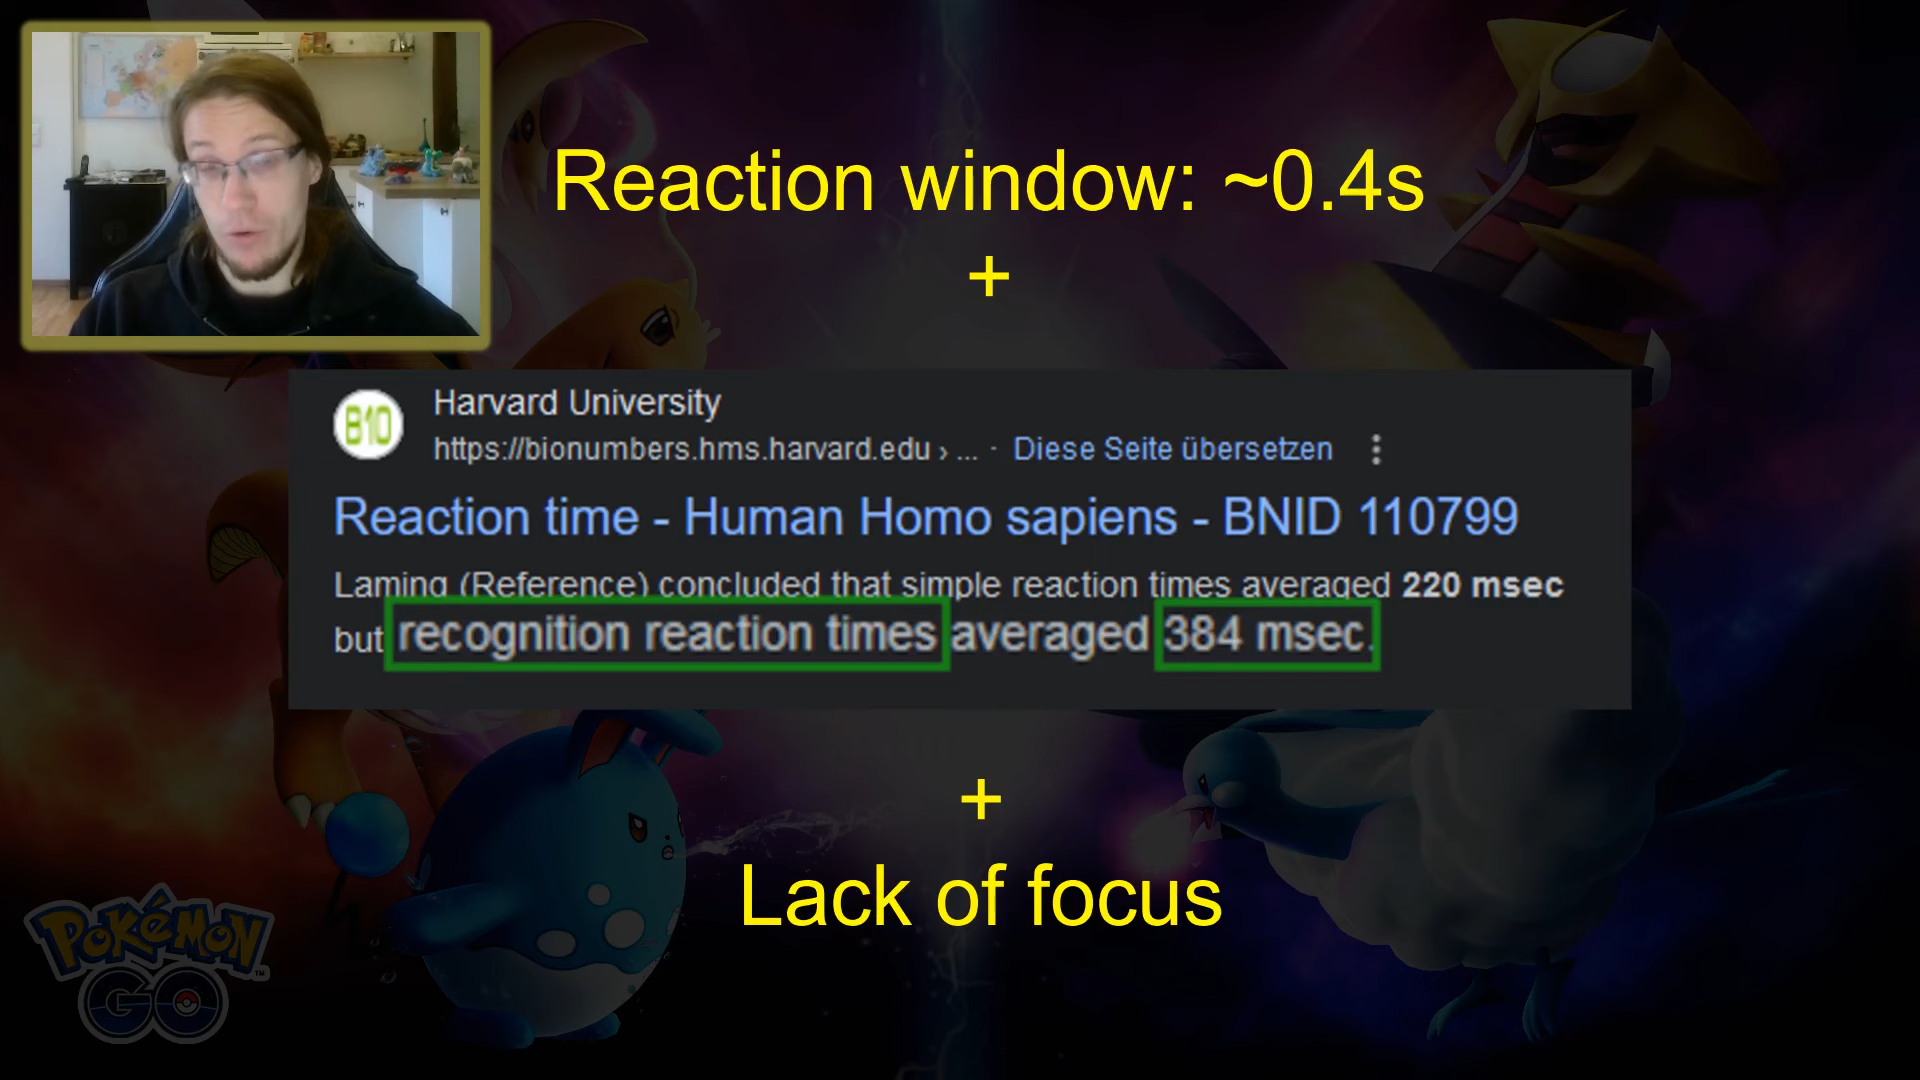 Reaction window: ~0.4s
+
B10
Harvard University
https://bionumbers.hms.harvard.edu › ... · Diese Seite übersetzen
Reaction time - Human Homo sapiens - BNID 110799
Laming (Reference) concluded that simple reaction times averaged 220 msec
but recognition reaction times averaged 384 msec.
+
Lack of focus
POKéMON
GO
TM